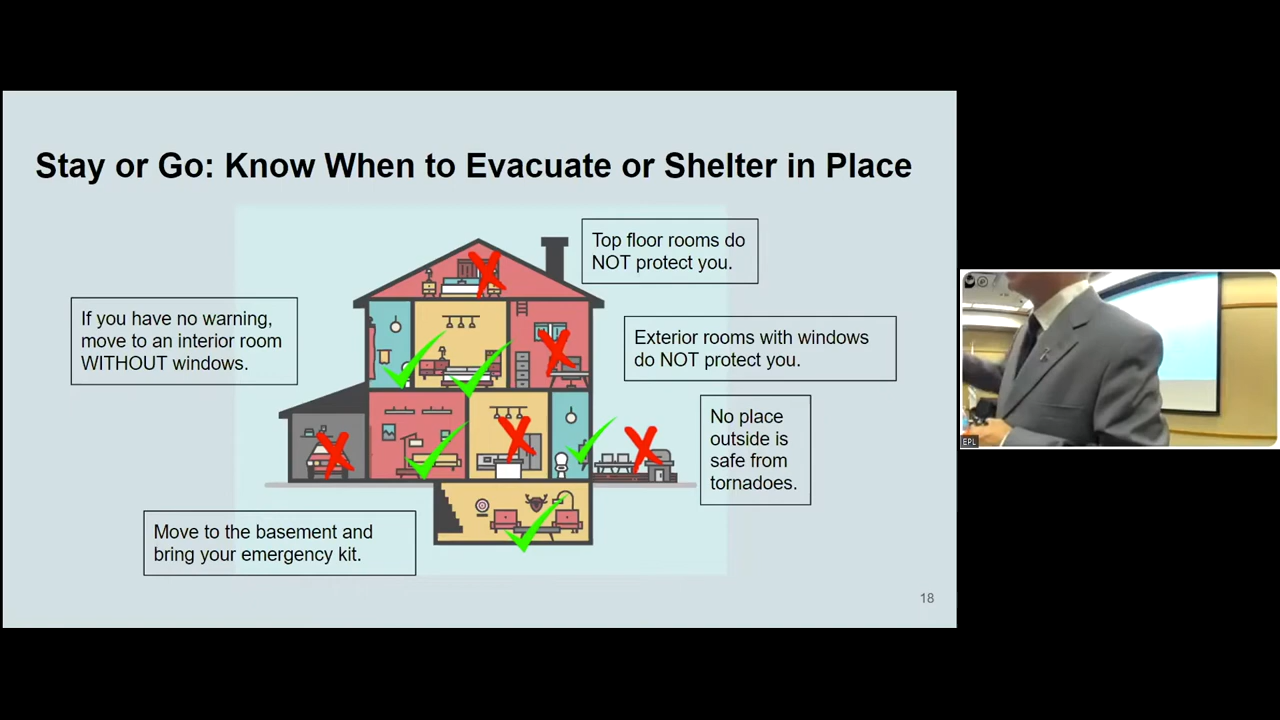 Stay or Go: Know When to Evacuate or Shelter in Place
Top floor rooms do
NOT protect you.
If you have no warning,
move to an interior room
WITHOUT windows.
Exterior rooms with windows
do NOT protect you.
No place
outside is
safe from
tornadoes.
Move to the basement and
bring your emergency kit.
18
EPL